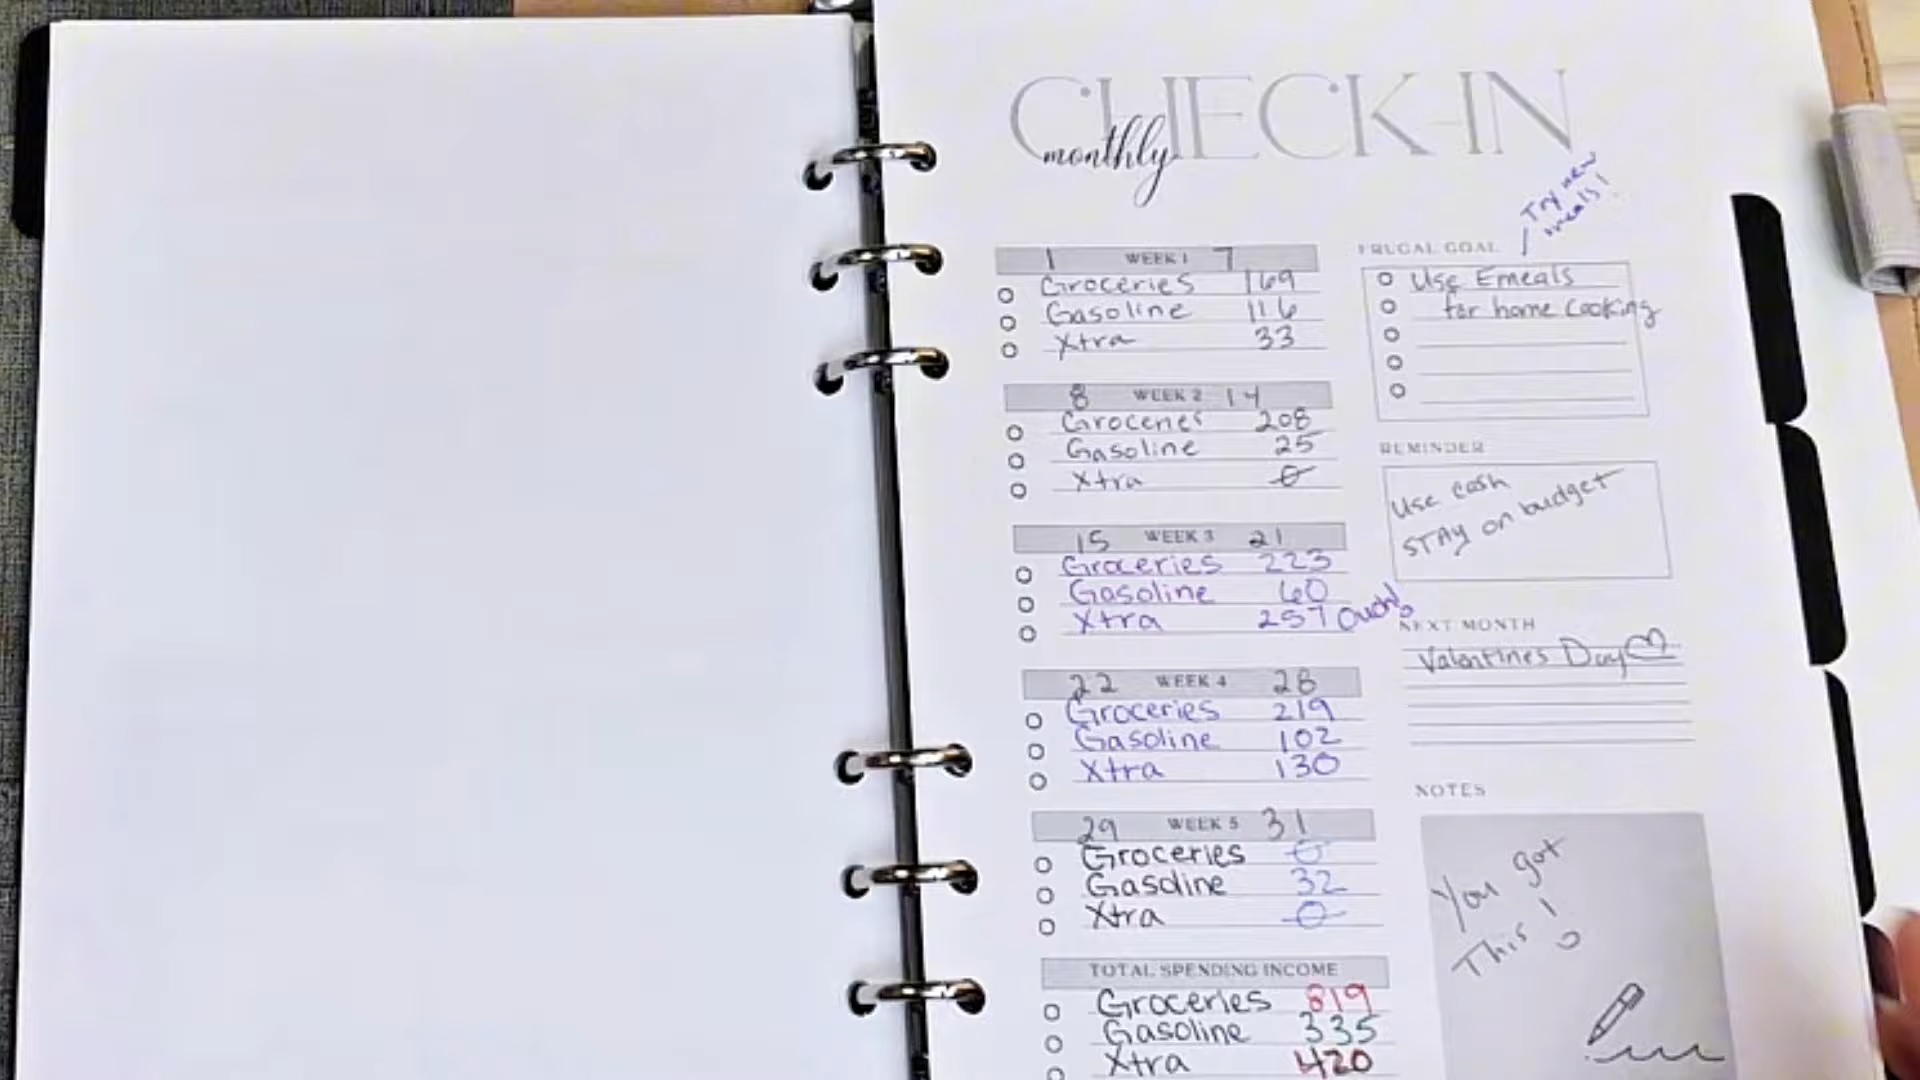 CHECK-IN
monthly
1 WEEK 1 7
Groceries 169
Gasoline 116
Xtra 33
8 WEEK 2 14
Groceries 208
Gasoline 25
Xtra 0
15 WEEK 3 21
Groceries 223
Gasoline 60
Xtra 257 Ouch!
22 WEEK 4 28
Groceries 219
Gasoline 102
Xtra 130
29 WEEK 5 31
Groceries 0
Gasoline 32
Xtra 0
TOTAL SPENDING INCOME
Groceries 819
Gasoline 335
Xtra 420
Try new
meals!
FRUGAL GOAL
Use Emeals
for home cooking
REMINDER
Use cash
STAY on budget
NEXT MONTH
Valentines Day
NOTES
You got
This!